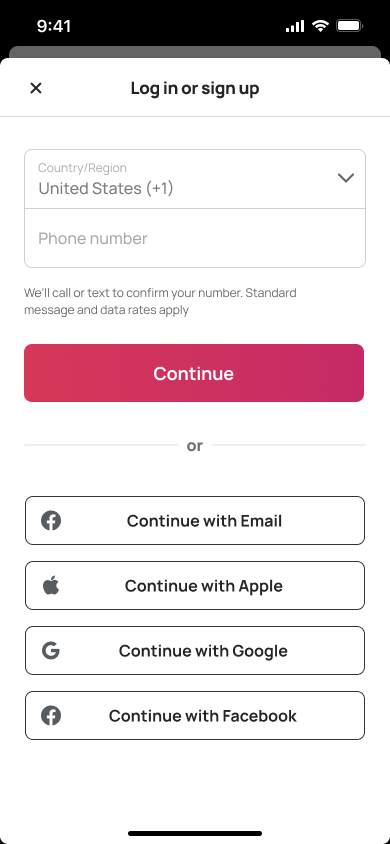 9:41
Log in or sign up
Country/Region
United States (+1)
Phone number
We'll call or text to confirm your number. Standard
message and data rates apply
Continue
or
Continue with Email
Continue with Apple
Continue with Google
Continue with Facebook